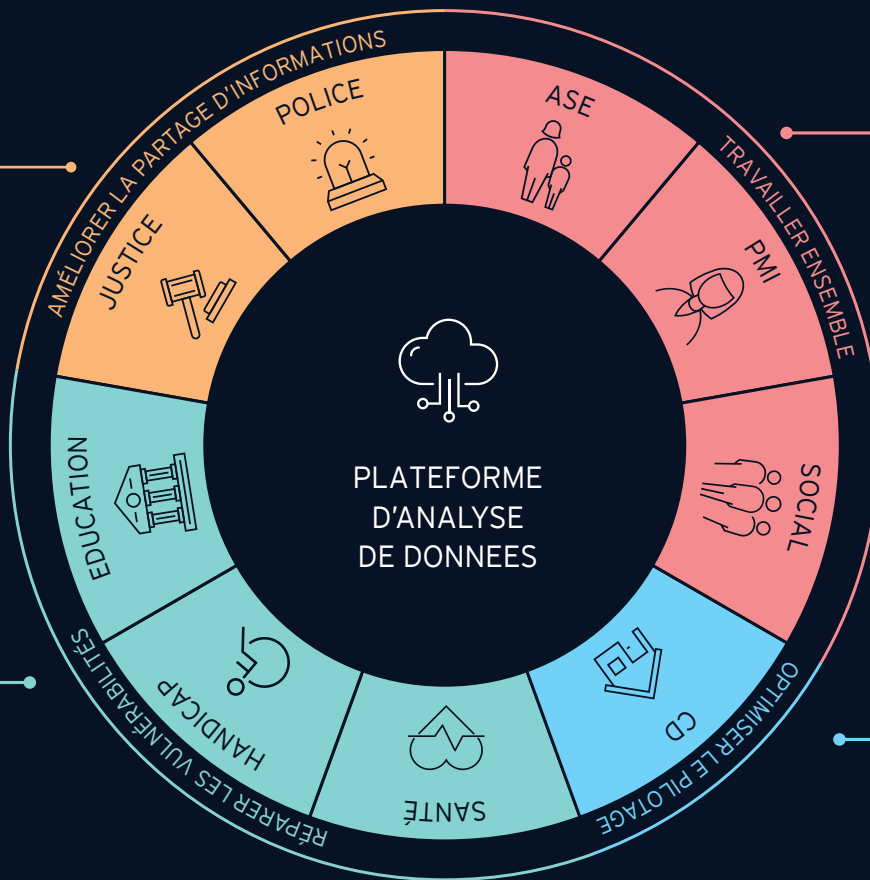 AMÉLIORER LA PARTAGE D'INFORMATIONS
POLICE
JUSTICE
TRAVAILLER ENSEMBLE
ASE
PMI
SOCIAL
OPTIMISER LE PILOTAGE
CD
RÉPARER LES VULNÉRABILITÉS
SANTÉ
HANDICAP
EDUCATION
PLATEFORME
D'ANALYSE
DE DONNEES